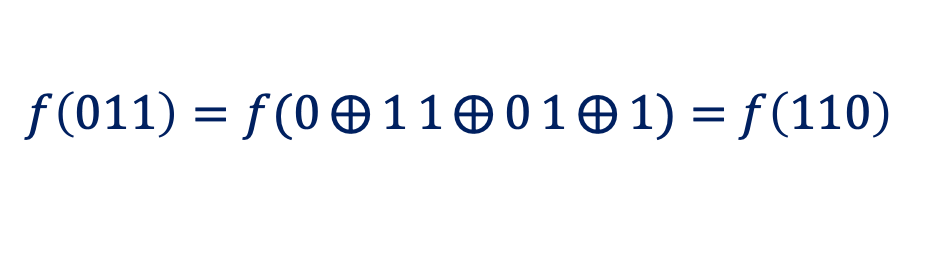 f(011) = f(0⊕1 1⊕0 1⊕1) = f(110)